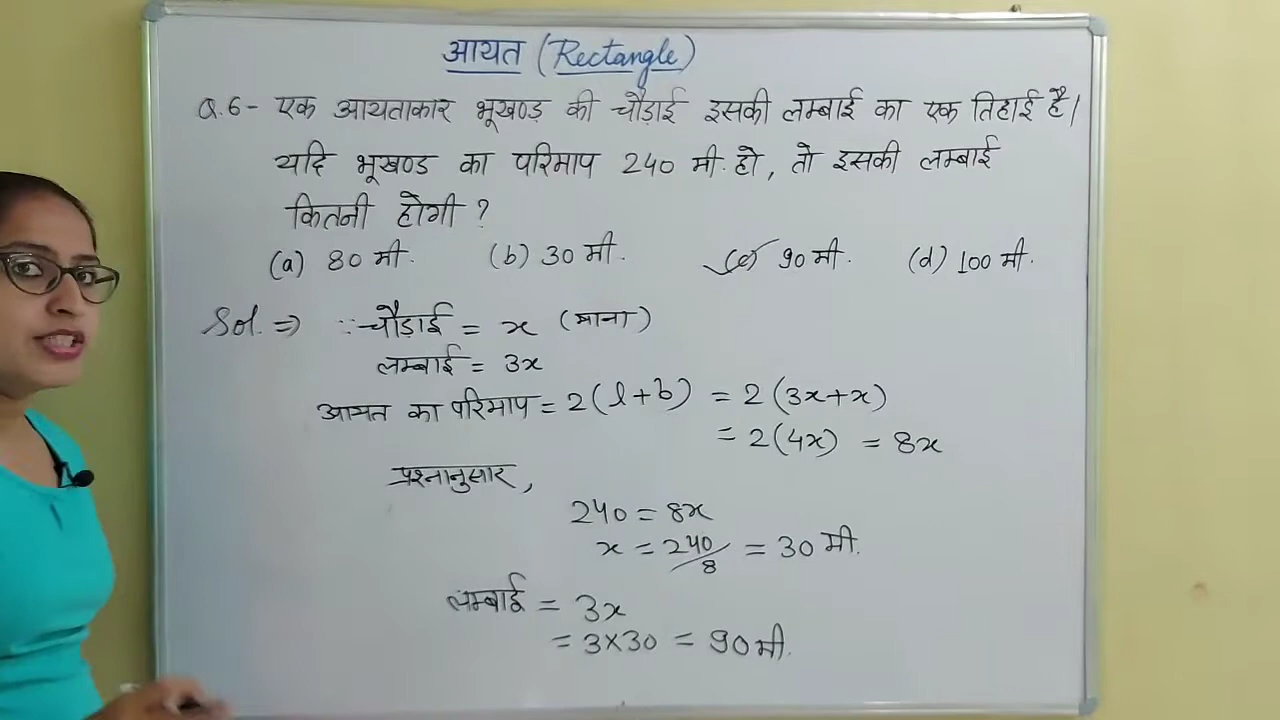 आयत (Rectangle)
Q.6- एक आयताकार भूखण्ड़ की चौड़ाई इसकी लम्बाई का एक तिहाई है।
यदि भूखण्ड का परिमाप 240 मी. हो, तो इसकी लम्बाई
कितनी होगी ?
(a) 80 मी. (b) 30 मी. (c) 90 मी. (d) 100 मी.
Sol. ⇒ ∵ चौड़ाई = x (माना)
लम्बाई = 3x
आयत का परिमाप = 2(l+b) = 2(3x+x)
= 2(4x) = 8x
प्रश्नानुसार,
240 = 8x
x = 240/8 = 30 मी.
लम्बाई = 3x
= 3×30 = 90 मी.